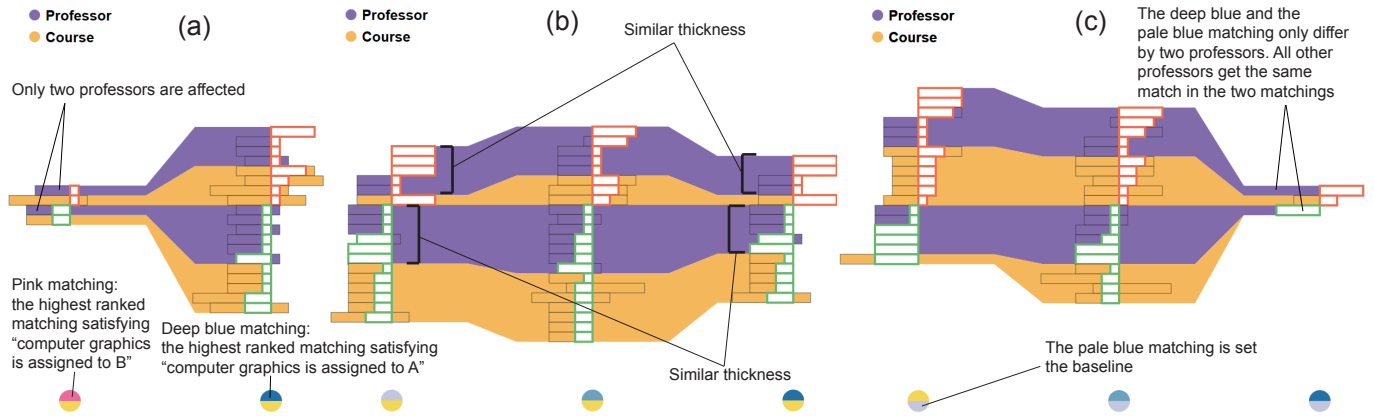 Professor
Course
(a)
Only two professors are affected
Pink matching:
the highest ranked
matching satisfying
“computer graphics
is assigned to B”
Deep blue matching:
the highest ranked matching satisfying
“computer graphics is assigned to A”
Professor
Course
(b)
Similar thickness
Similar thickness
Professor
Course
(c)
The deep blue and the
pale blue matching only differ
by two professors. All other
professors get the same
match in the two matchings
The pale blue matching is set
the baseline